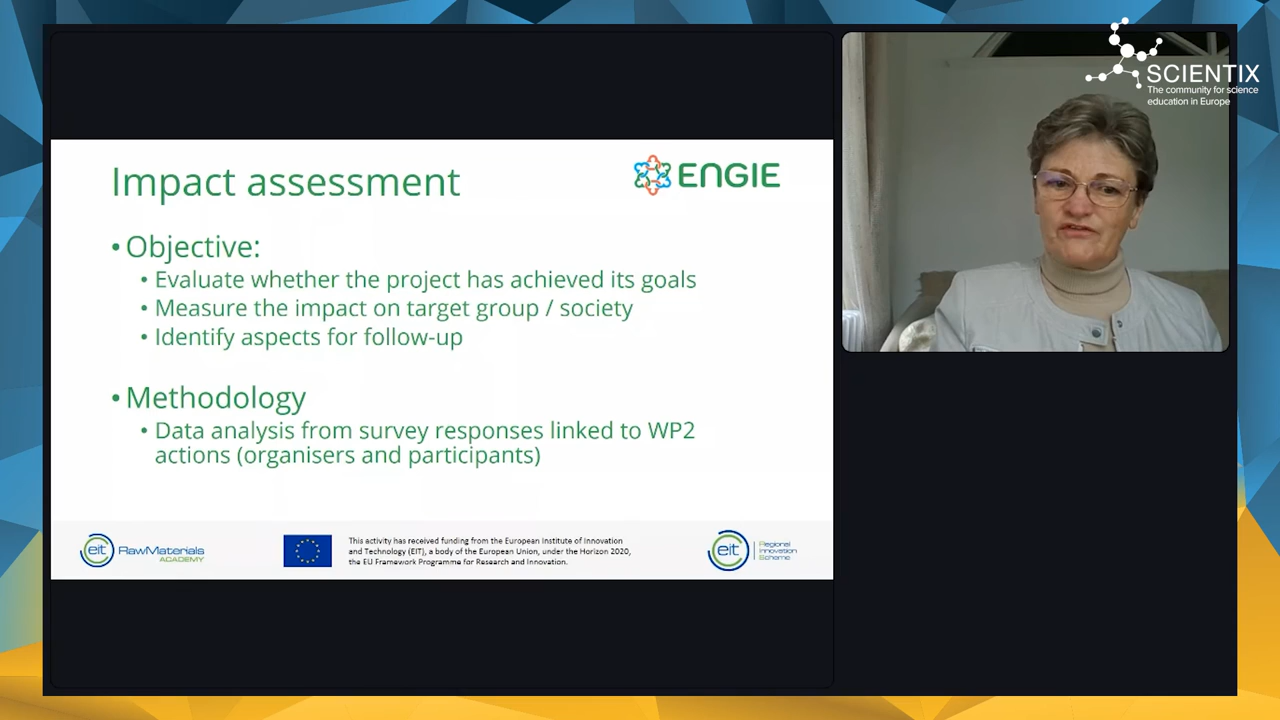 SCIENTIX
The community for science
education in Europe
Impact assessment
ENGIE
• Objective:
• Evaluate whether the project has achieved its goals
• Measure the impact on target group / society
• Identify aspects for follow-up
• Methodology
• Data analysis from survey responses linked to WP2
actions (organisers and participants)
eit RawMaterials
ACADEMY
This activity has received funding from the European Institute of Innovation
and Technology (EIT), a body of the European Union, under the Horizon 2020,
the EU Framework Programme for Research and Innovation.
eit
Regional
Innovation
Scheme